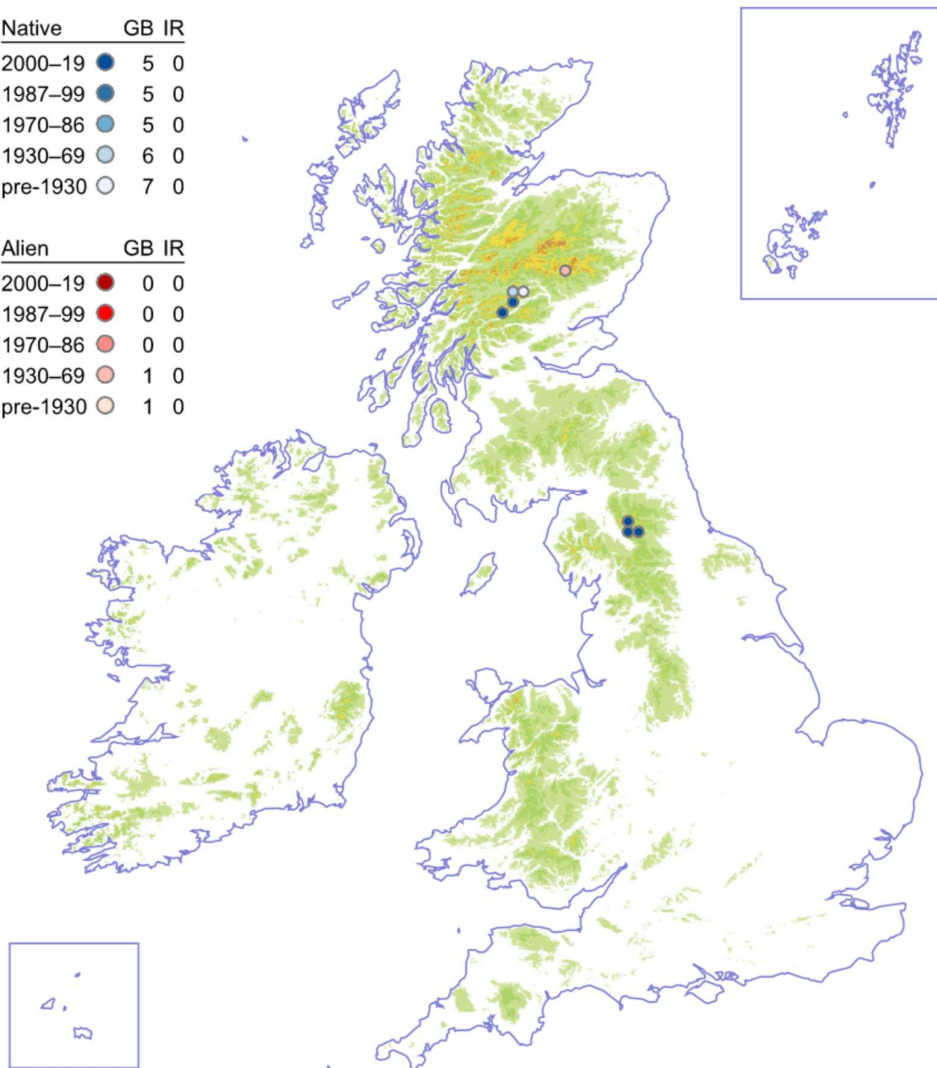 Native GB IR
2000–19 5 0
1987–99 5 0
1970–86 5 0
1930–69 6 0
pre-1930 7 0
Alien GB IR
2000–19 0 0
1987–99 0 0
1970–86 0 0
1930–69 1 0
pre-1930 1 0